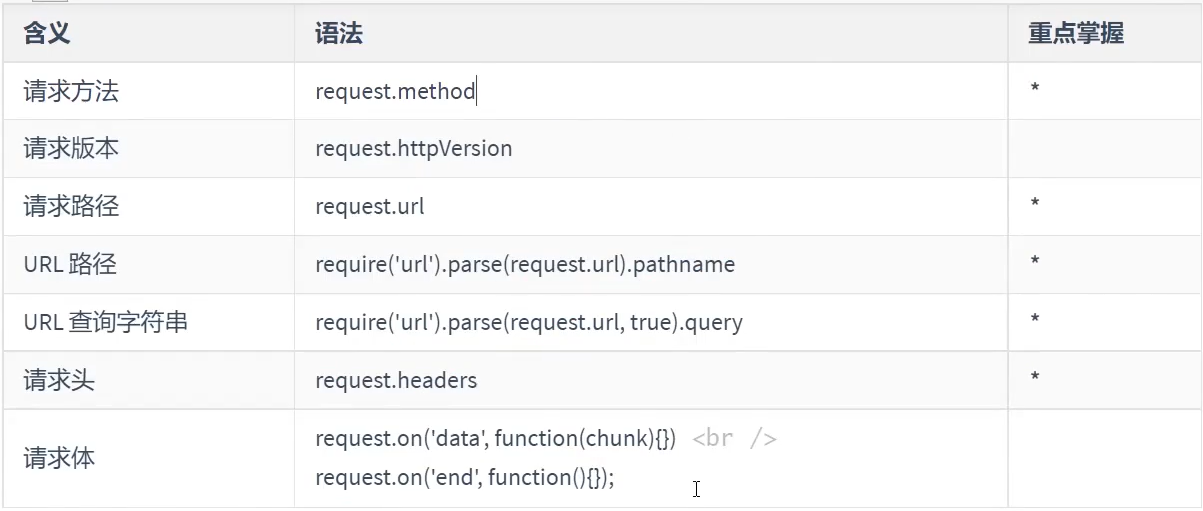 含义 语法 重点掌握
请求方法 request.method *
请求版本 request.httpVersion
请求路径 request.url *
URL 路径 require('url').parse(request.url).pathname *
URL 查询字符串 require('url').parse(request.url, true).query *
请求头 request.headers *
请求体 request.on('data', function(chunk){}) <br />
request.on('end', function(){});